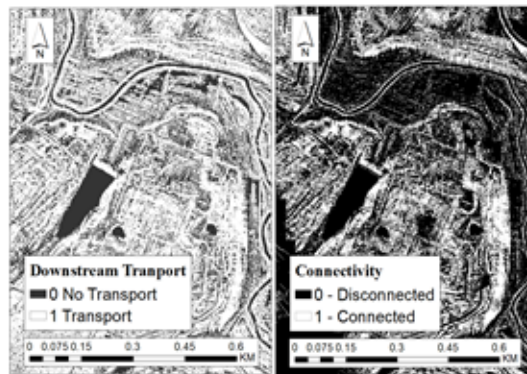 N
Downstream Tranport
0 No Transport
1 Transport
0 0.075 0.15 0.3 0.45 0.6
KM
N
Connectivity
0 - Disconnected
1 - Connected
0 0.075 0.15 0.3 0.45 0.6
KM